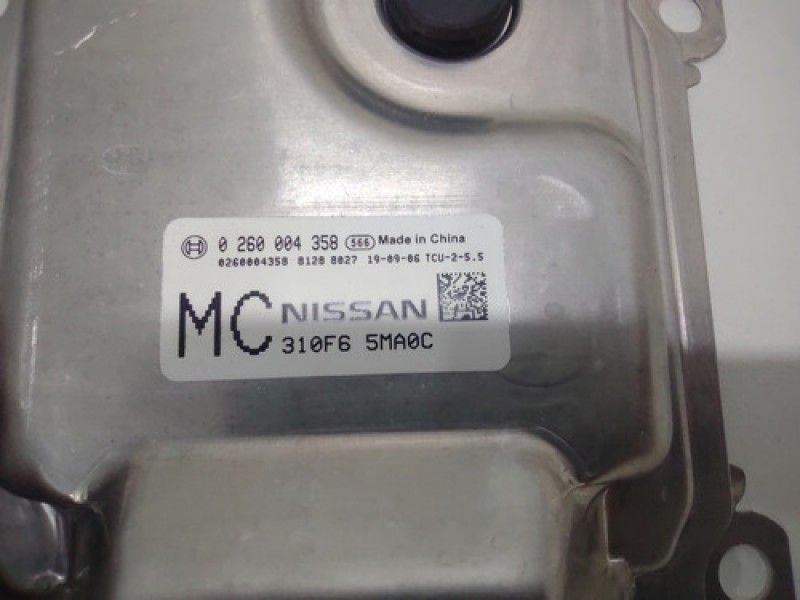 0 260 004 358 566 Made in China
0260004358 8128 8027 19-09-06 TCU-2-5.5
MC NISSAN
310F6 5MA0C